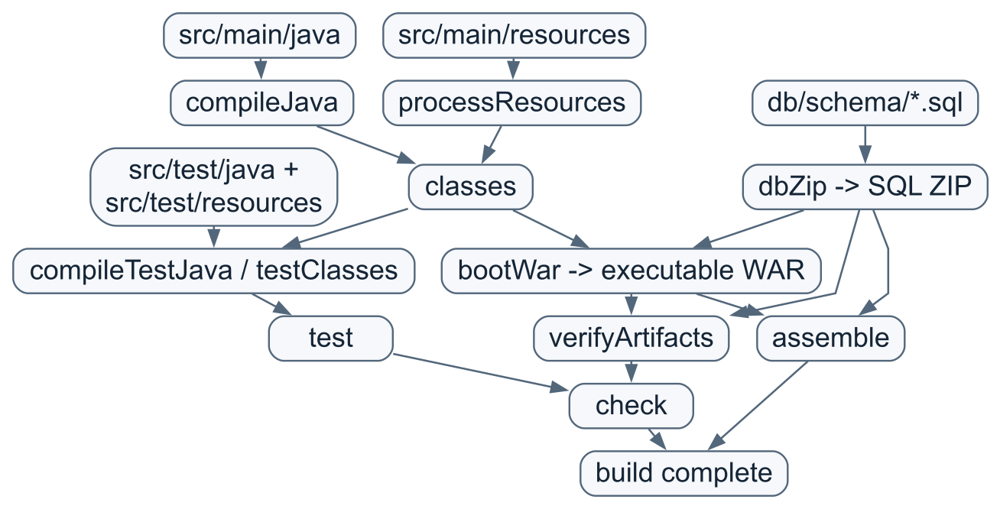 src/main/java
src/main/resources
compileJava
processResources
db/schema/*.sql
src/test/java +
src/test/resources
classes
dbZip -> SQL ZIP
compileTestJava / testClasses
bootWar -> executable WAR
test
verifyArtifacts
assemble
check
build complete